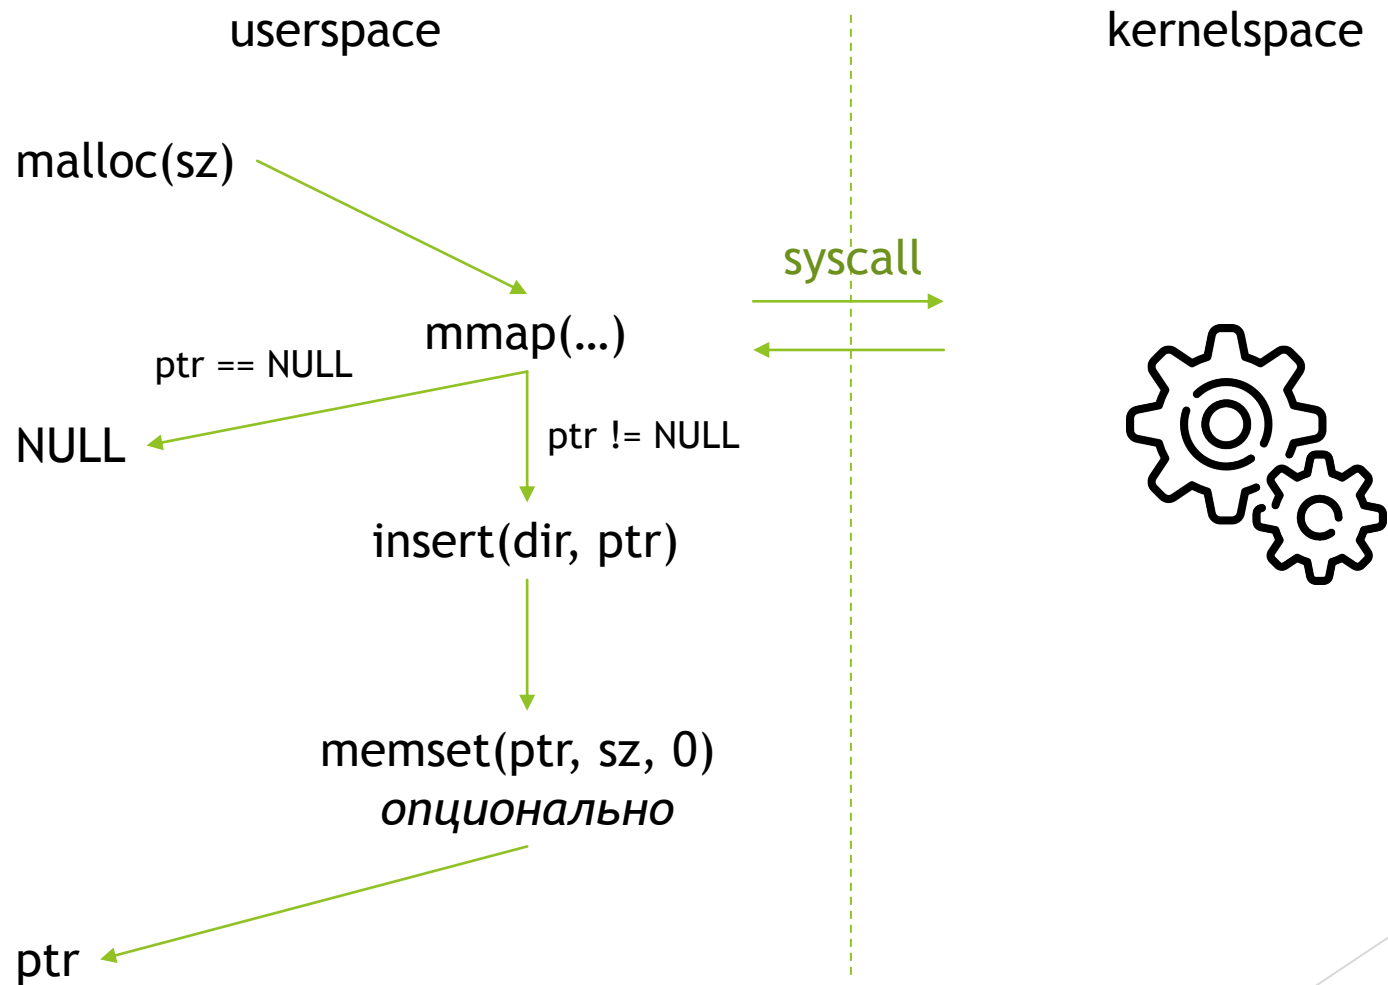 userspace
kernelspace
malloc(sz)
syscall
mmap(…)
ptr == NULL
NULL
ptr != NULL
insert(dir, ptr)
memset(ptr, sz, 0)
опционально
ptr